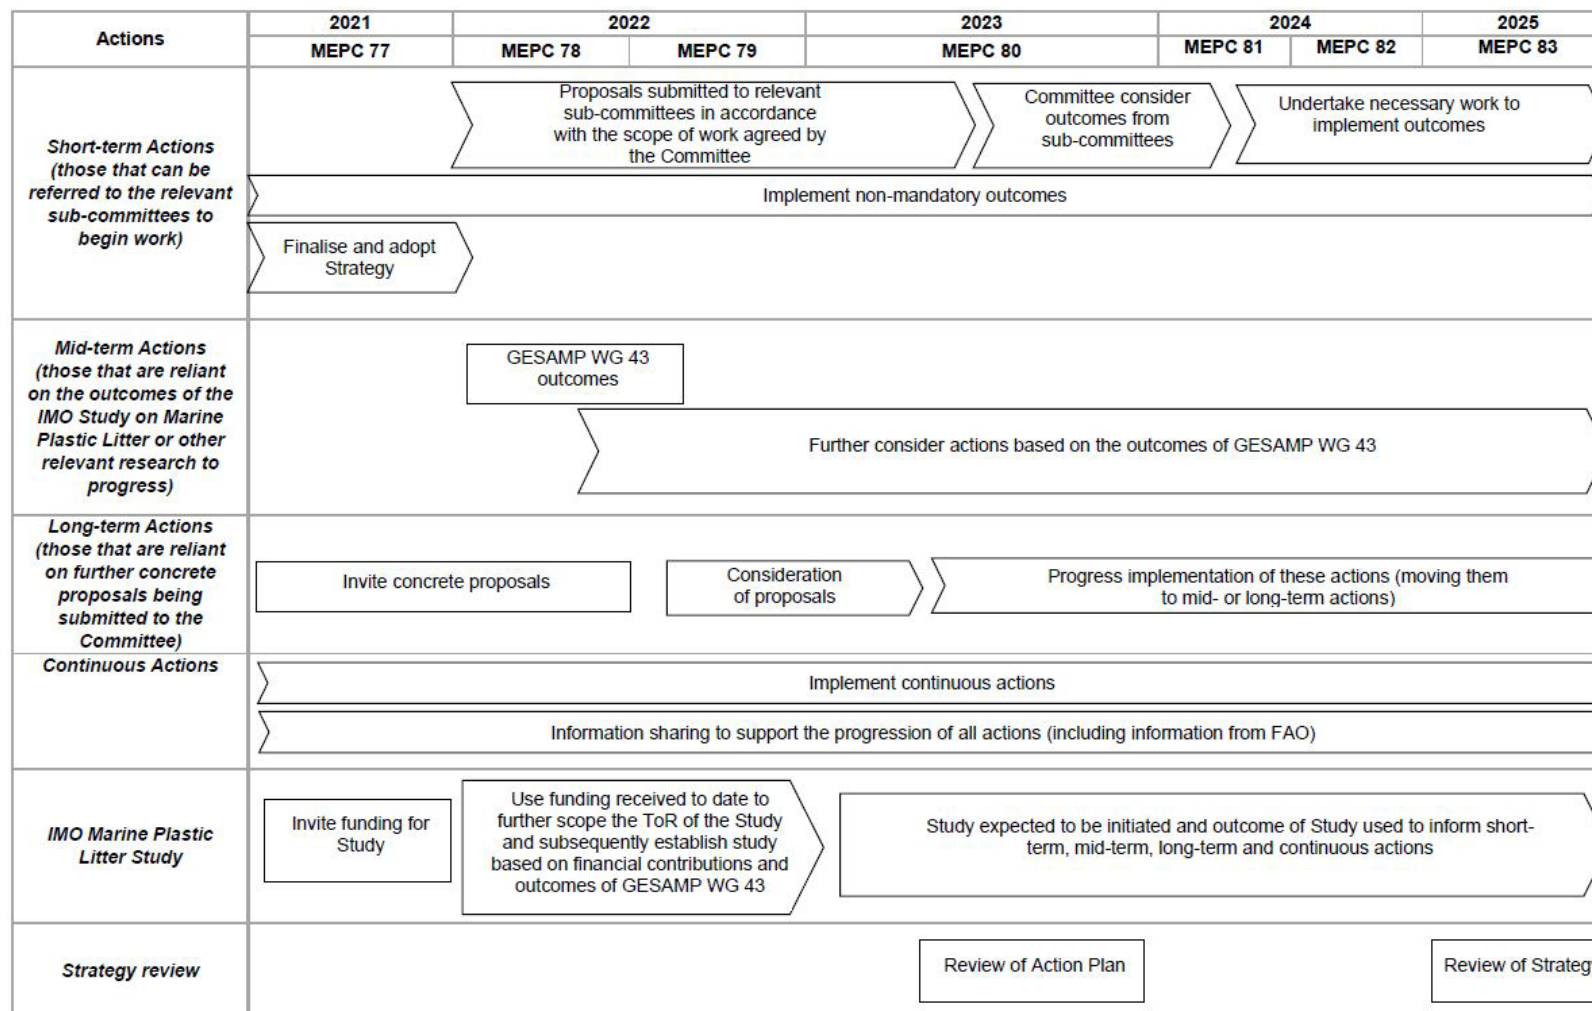 Actions
2021
2022
2023
2024
2025
MEPC 77
MEPC 78
MEPC 79
MEPC 80
MEPC 81
MEPC 82
MEPC 83
Short-term Actions
(those that can be
referred to the relevant
sub-committees to
begin work)
Proposals submitted to relevant
sub-committees in accordance
with the scope of work agreed by
the Committee
Committee consider
outcomes from
sub-committees
Undertake necessary work to
implement outcomes
Implement non-mandatory outcomes
Finalise and adopt
Strategy
Mid-term Actions
(those that are reliant
on the outcomes of the
IMO Study on Marine
Plastic Litter or other
relevant research to
progress)
GESAMP WG 43
outcomes
Further consider actions based on the outcomes of GESAMP WG 43
Long-term Actions
(those that are reliant
on further concrete
proposals being
submitted to the
Committee)
Invite concrete proposals
Consideration
of proposals
Progress implementation of these actions (moving them
to mid- or long-term actions)
Continuous Actions
Implement continuous actions
Information sharing to support the progression of all actions (including information from FAO)
IMO Marine Plastic
Litter Study
Invite funding for
Study
Use funding received to date to
further scope the ToR of the Study
and subsequently establish study
based on financial contributions and
outcomes of GESAMP WG 43
Study expected to be initiated and outcome of Study used to inform short-
term, mid-term, long-term and continuous actions
Strategy review
Review of Action Plan
Review of Strategy